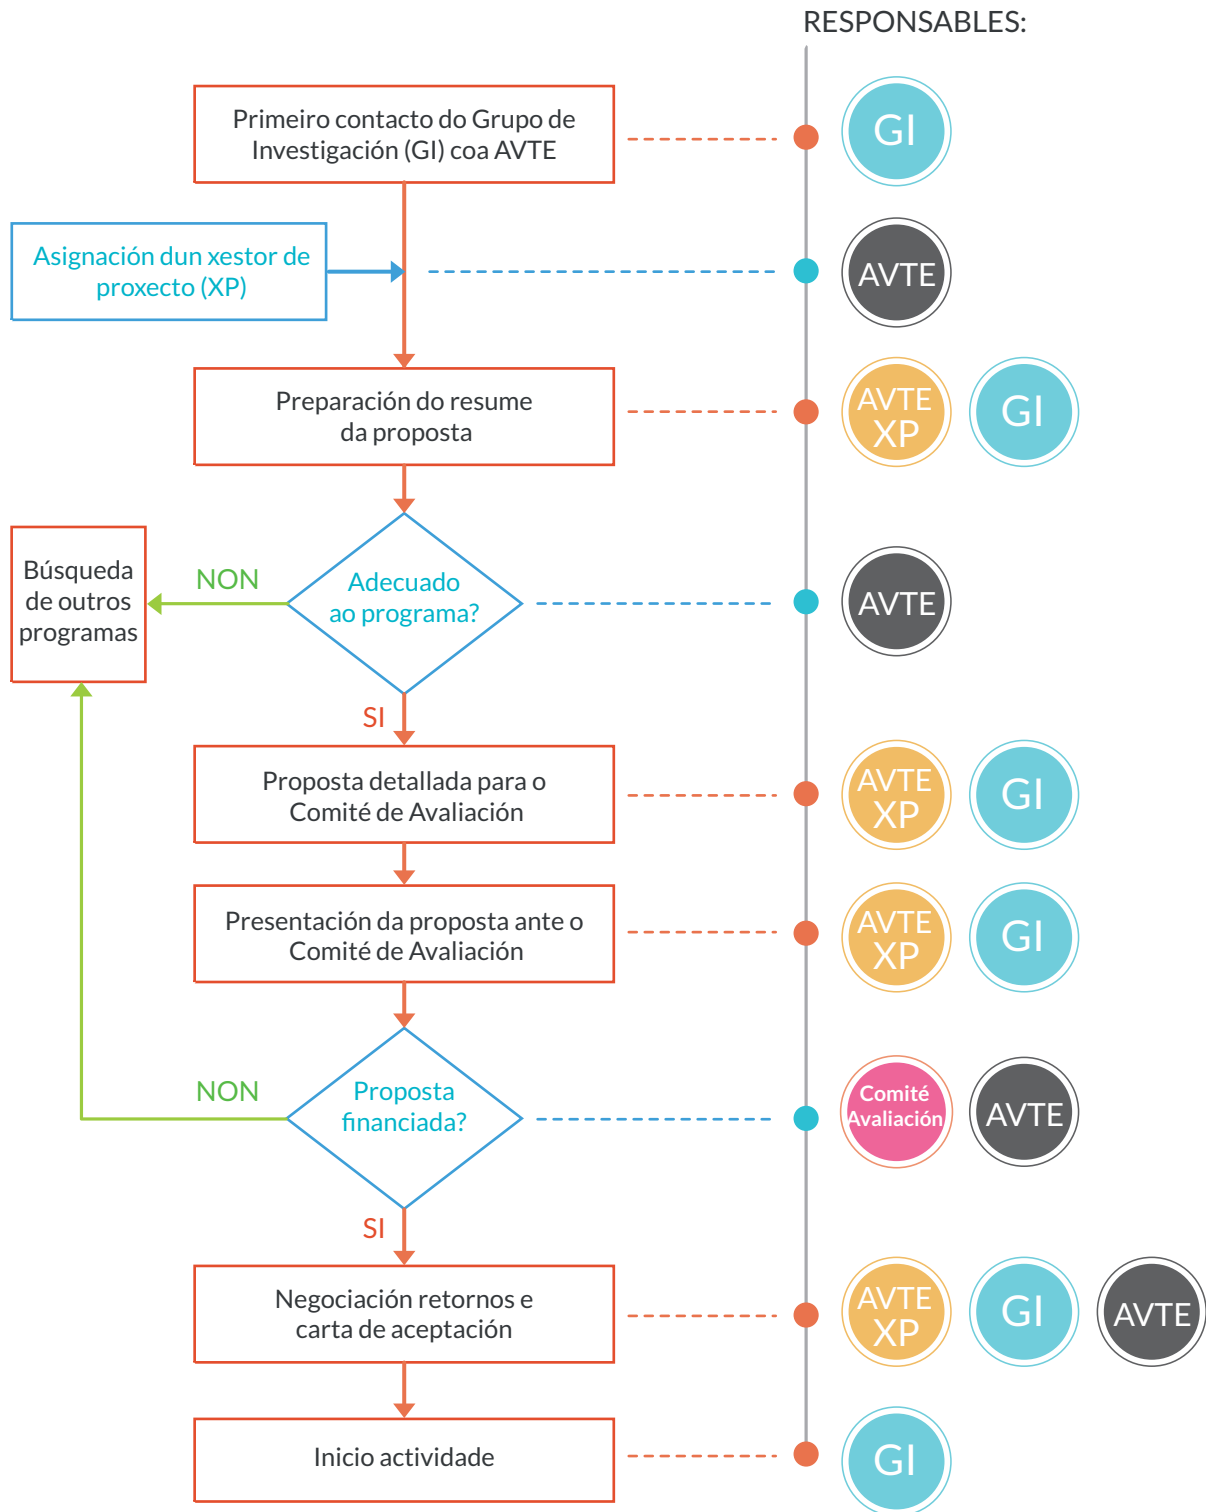 RESPONSABLES:
Primeiro contacto do Grupo de
Investigación (GI) coa AVTE
GI
Asignación dun xestor de
proxecto (XP)
AVTE
Preparación do resume
da proposta
AVTE
XP
GI
Búsqueda
de outros
programas
NON
Adecuado
ao programa?
AVTE
SI
Proposta detallada para o
Comité de Avaliación
AVTE
XP
GI
Presentación da proposta ante o
Comité de Avaliación
AVTE
XP
GI
NON
Proposta
financiada?
Comité
Avaliación
AVTE
SI
Negociación retornos e
carta de aceptación
AVTE
XP
GI
AVTE
Inicio actividade
GI